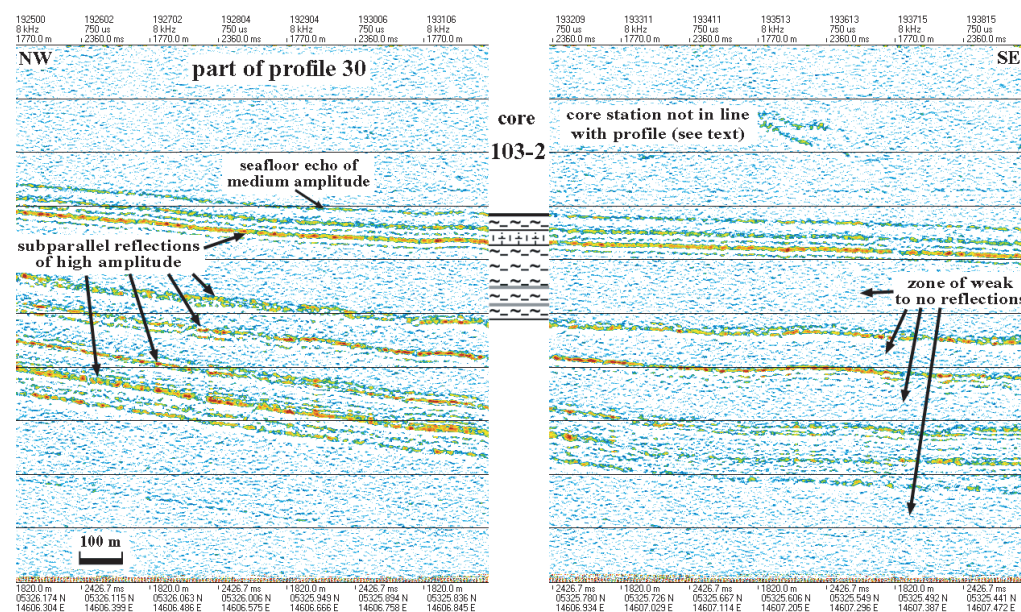 192500 192602 192702 192804 192904 193006 193106 193209 193311 193411 193513 193613 193715 193815
8 kHz 750 us 8 kHz 750 us 8 kHz 750 us 8 kHz 750 us 8 kHz 750 us 8 kHz 750 us 8 kHz 750 us
1770.0 m 2360.0 m 1770.0 m 2360.0 m 1770.0 m 2360.0 m 1770.0 m 2360.0 m 1770.0 m 2360.0 m 1770.0 m 2360.0 m 1770.0 m 2360.0 m
NW
SE
part of profile 30
core
103-2
core station not in line
with profile (see text)
seafloor echo of
medium amplitude
subparallel reflections
of high amplitude
zone of weak
to no reflections
100 m
1820.0 m 2426.7 ms 1820.0 m 2426.7 ms 1820.0 m 2426.7 ms 1820.0 m 2426.7 ms 1820.0 m 2426.7 ms 1820.0 m 2426.7 ms 1820.0 m 2426.7 ms
05326.174 N 05326.115 N 05326.063 N 05326.006 N 05325.949 N 05325.894 N 05325.836 N 05325.780 N 05325.726 N 05325.667 N 05325.606 N 05325.549 N 05325.492 N 05325.441 N
14606.304 E 14606.399 E 14606.486 E 14606.575 E 14606.666 E 14606.758 E 14606.845 E 14606.934 E 14607.029 E 14607.114 E 14607.205 E 14607.296 E 14607.388 E 14607.472 E